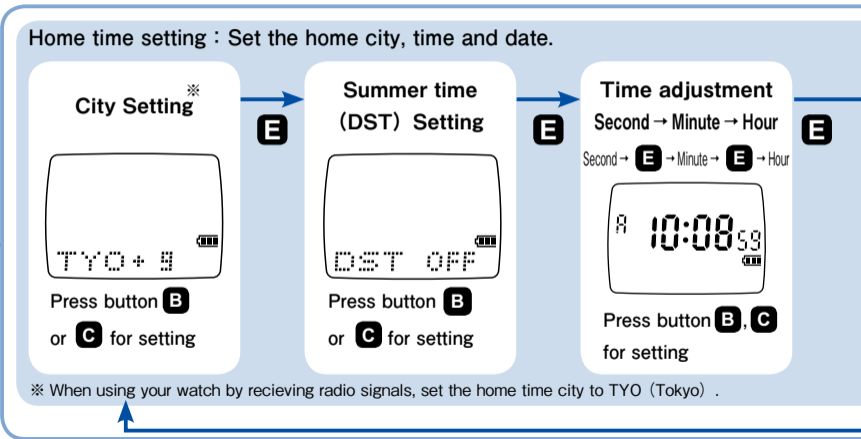 Home time setting : Set the home city, time and date.
City Setting※
E
Summer time
（DST）Setting
E
Time adjustment
Second → Minute → Hour
E
Second → E → Minute → E → Hour
TYO+ 9
DST OFF
A 10:08 59
Press button B
or C for setting
Press button B
or C for setting
Press button B, C
for setting
※ When using your watch by recieving radio signals, set the home time city to TYO（Tokyo）.